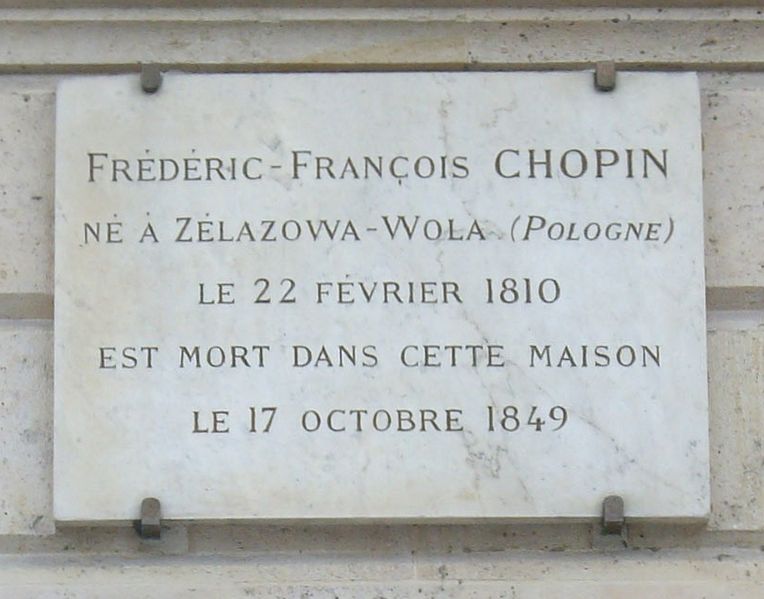 FRÉDÉRIC-FRANÇOIS CHOPIN
NÉ À ZÉLAZOWA-WOLA (POLOGNE)
LE 22 FÉVRIER 1810
EST MORT DANS CETTE MAISON
LE 17 OCTOBRE 1849